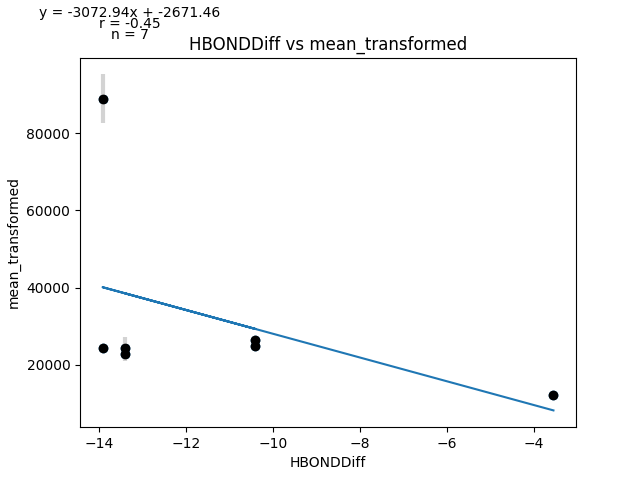 y = -3072.94x + -2671.46
r = -0.45
n = 7
HBONDDiff vs mean_transformed
80000
60000
40000
20000
mean_transformed
−14
−12
−10
−8
−6
−4
HBONDDiff